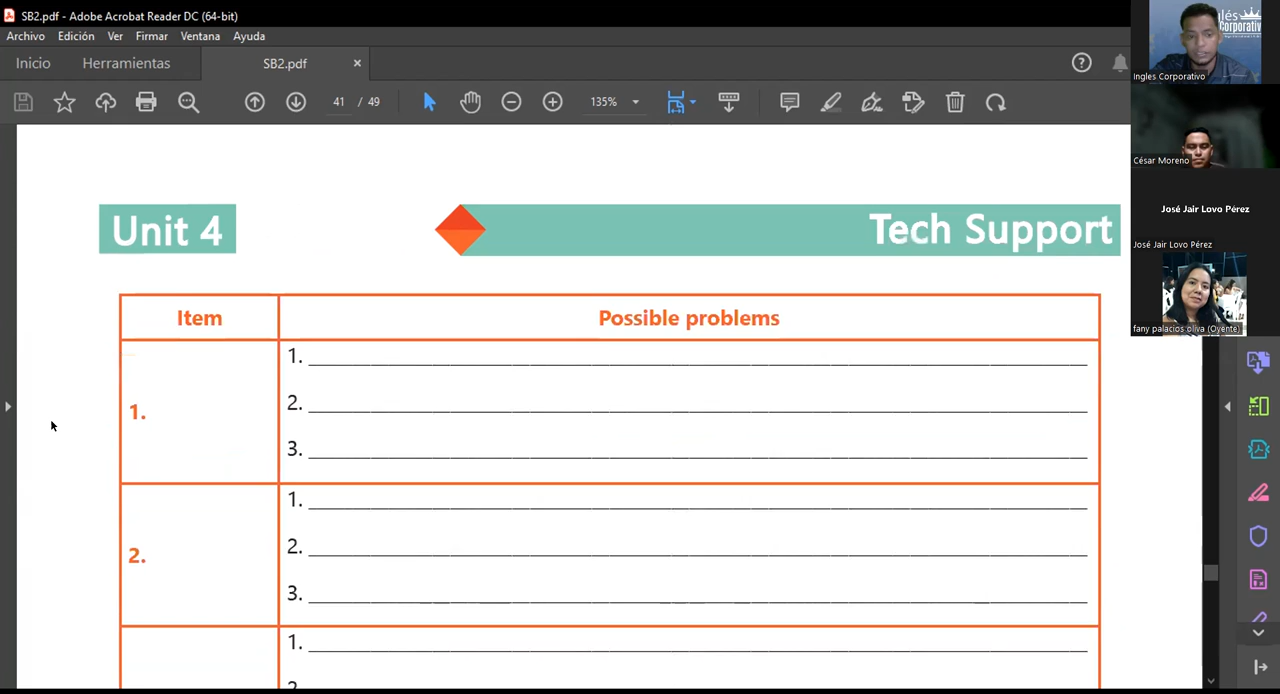 SB2.pdf - Adobe Acrobat Reader DC (64-bit)
Archivo Edición Ver Firmar Ventana Ayuda
Inicio Herramientas SB2.pdf ×
41 / 49 135%
Unit 4 Tech Support
Item Possible problems
1.
1.
2.
3.
2.
1.
2.
3.
1.
2.
Ingles Corporativo
César Moreno
José Jair Lovo Pérez
José Jair Lovo Pérez
fany palacios oliva (Oyente)